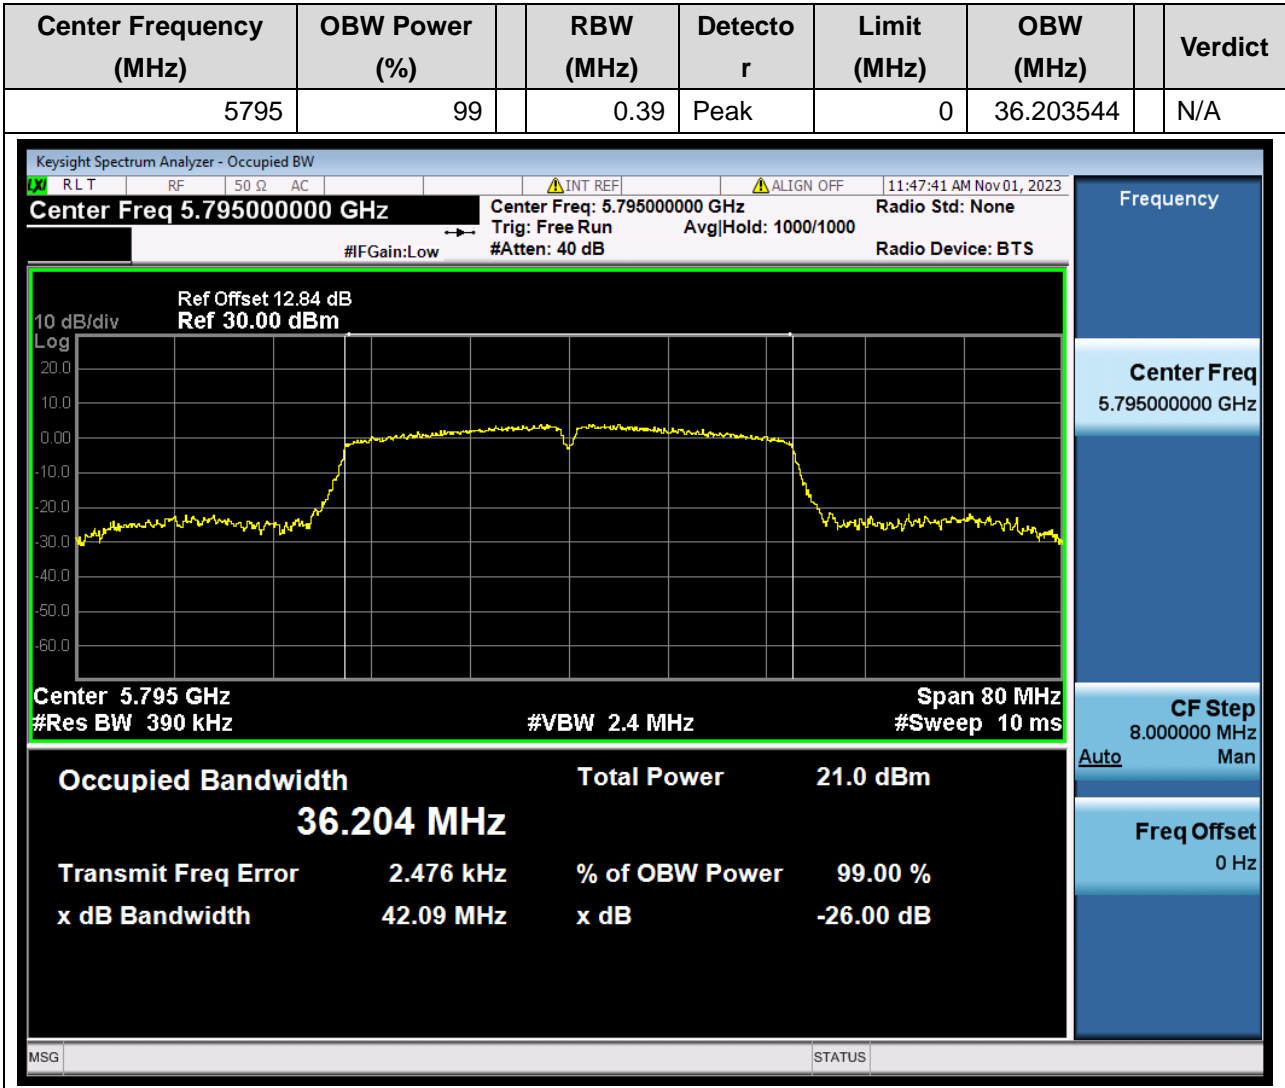 Center Frequency (MHz) OBW Power (%) RBW (MHz) Detecto r Limit (MHz) OBW (MHz) Verdict
5795 99 0.39 Peak 0 36.203544 N/A
Keysight Spectrum Analyzer - Occupied BW
LXI RLT RF 50 Ω AC INT REF ALIGN OFF 11:47:41 AM Nov 01, 2023
Center Freq 5.795000000 GHz
Center Freq: 5.795000000 GHz
Radio Std: None
Trig: Free Run Avg|Hold: 1000/1000
#IFGain:Low #Atten: 40 dB Radio Device: BTS
Frequency
Ref Offset 12.84 dB
10 dB/div Ref 30.00 dBm
Log
20.0
10.0
0.00
-10.0
-20.0
-30.0
-40.0
-50.0
-60.0
Center 5.795 GHz Span 80 MHz
#Res BW 390 kHz #VBW 2.4 MHz #Sweep 10 ms
Center Freq
5.795000000 GHz
CF Step
8.000000 MHz
Auto Man
Freq Offset
0 Hz
Occupied Bandwidth Total Power 21.0 dBm
36.204 MHz
Transmit Freq Error 2.476 kHz % of OBW Power 99.00 %
x dB Bandwidth 42.09 MHz x dB -26.00 dB
MSG STATUS